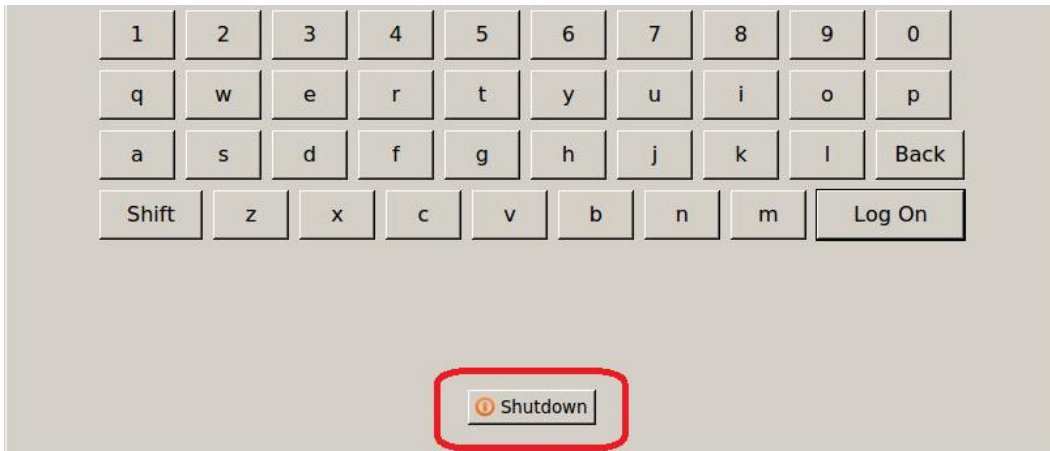 1 2 3 4 5 6 7 8 9 0
q w e r t y u i o p
a s d f g h j k l Back
Shift z x c v b n m Log On
Shutdown